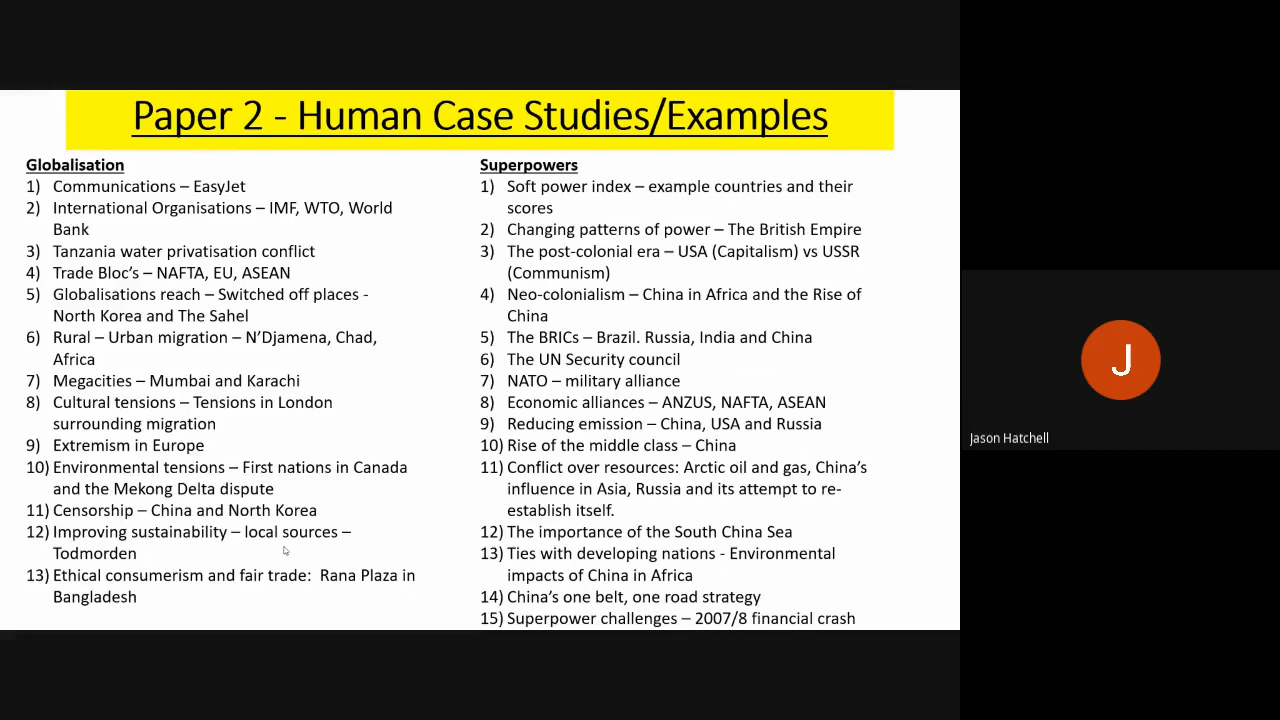 Paper 2 - Human Case Studies/Examples
Globalisation
1) Communications – EasyJet
2) International Organisations – IMF, WTO, World
Bank
3) Tanzania water privatisation conflict
4) Trade Bloc's – NAFTA, EU, ASEAN
5) Globalisations reach – Switched off places -
North Korea and The Sahel
6) Rural – Urban migration – N'Djamena, Chad,
Africa
7) Megacities – Mumbai and Karachi
8) Cultural tensions – Tensions in London
surrounding migration
9) Extremism in Europe
10) Environmental tensions – First nations in Canada
and the Mekong Delta dispute
11) Censorship – China and North Korea
12) Improving sustainability – local sources –
Todmorden
13) Ethical consumerism and fair trade: Rana Plaza in
Bangladesh
Superpowers
1) Soft power index – example countries and their
scores
2) Changing patterns of power – The British Empire
3) The post-colonial era – USA (Capitalism) vs USSR
(Communism)
4) Neo-colonialism – China in Africa and the Rise of
China
5) The BRICs – Brazil. Russia, India and China
6) The UN Security council
7) NATO – military alliance
8) Economic alliances – ANZUS, NAFTA, ASEAN
9) Reducing emission – China, USA and Russia
10) Rise of the middle class – China
11) Conflict over resources: Arctic oil and gas, China's
influence in Asia, Russia and its attempt to re-
establish itself.
12) The importance of the South China Sea
13) Ties with developing nations - Environmental
impacts of China in Africa
14) China's one belt, one road strategy
15) Superpower challenges – 2007/8 financial crash
J
Jason Hatchell